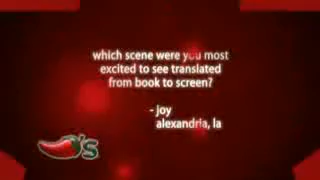 which scene were you most
excited to see translated
from book to screen?
- joy
alexandria, la
's